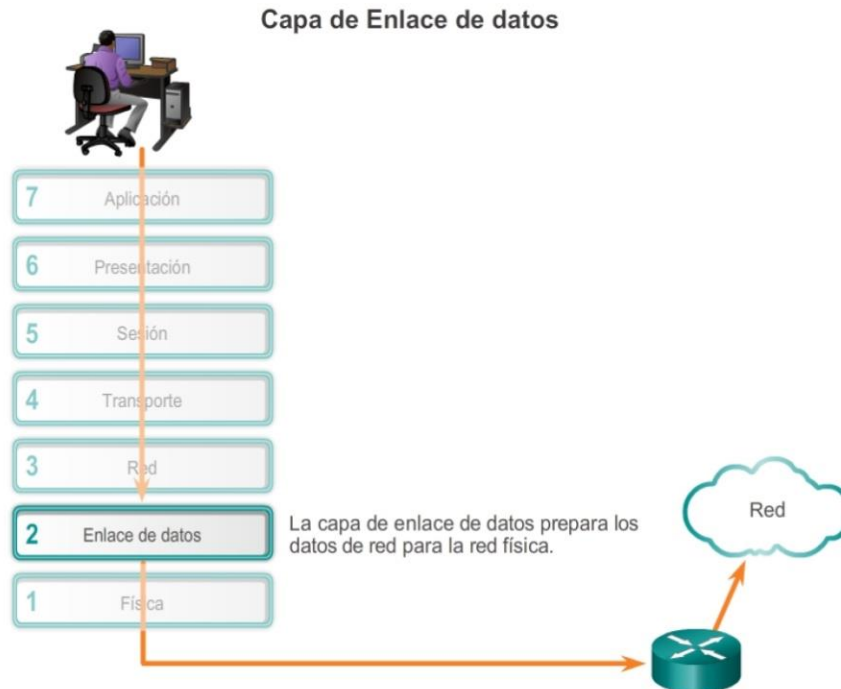 Capa de Enlace de datos
7 Aplicación
6 Presentación
5 Sesión
4 Transporte
3 Red
2 Enlace de datos
La capa de enlace de datos prepara los
datos de red para la red física.
1 Física
Red